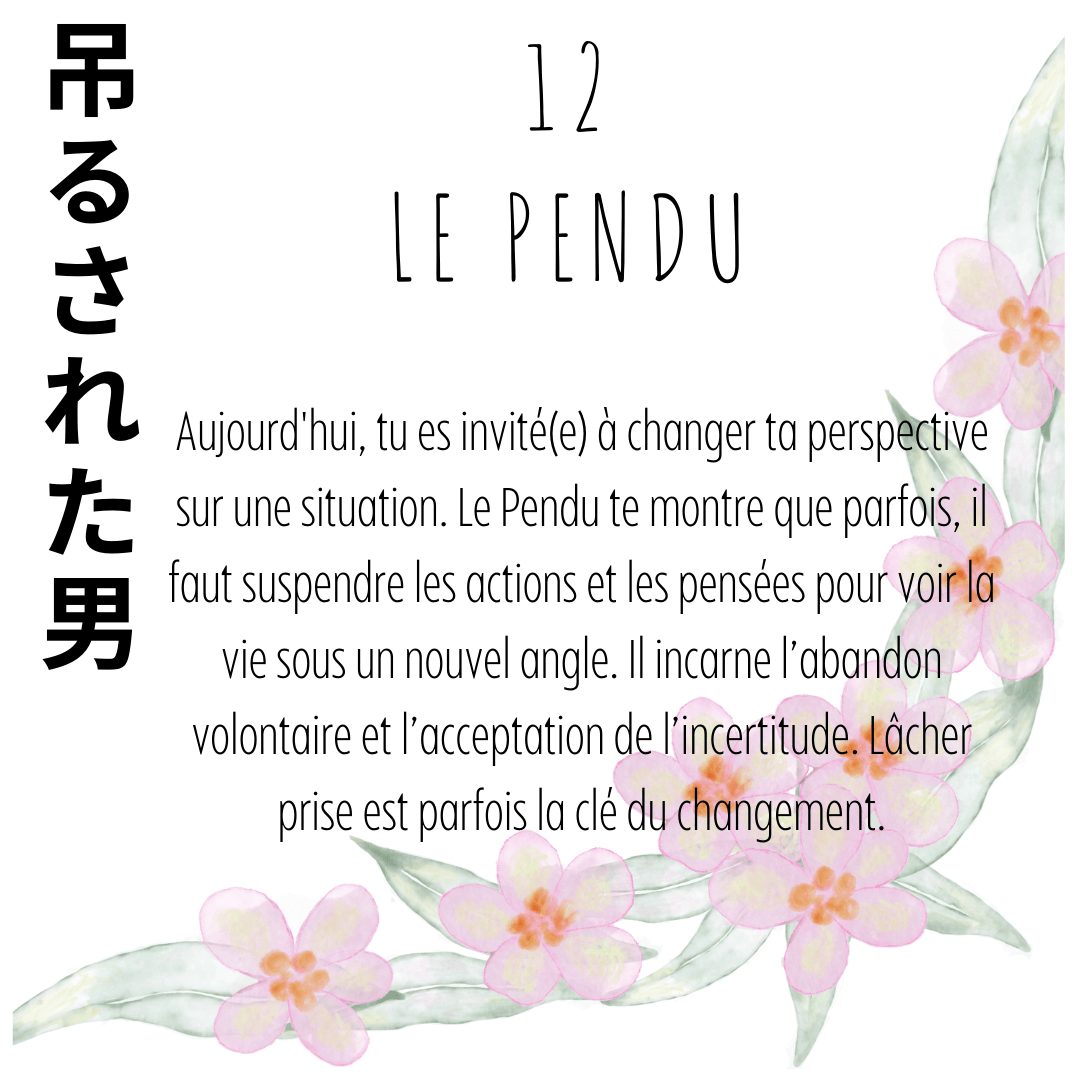 吊るされた男
12
LE PENDU
Aujourd'hui, tu es invité(e) à changer ta perspective
sur une situation. Le Pendu te montre que parfois, il
faut suspendre les actions et les pensées pour voir la
vie sous un nouvel angle. Il incarne l’abandon
volontaire et l’acceptation de l’incertitude. Lâcher
prise est parfois la clé du changement.